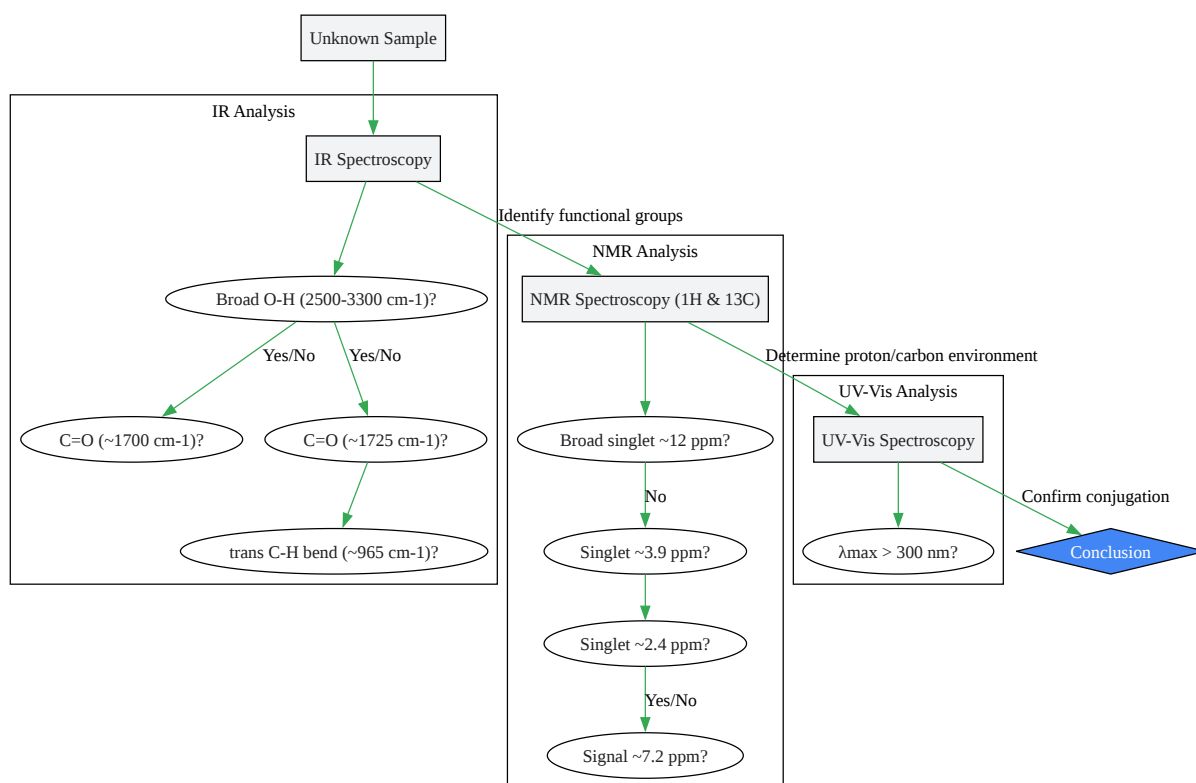 Unknown Sample
IR Analysis
IR Spectroscopy
Identify functional groups
NMR Analysis
Broad O-H (2500-3300 cm-1)?
NMR Spectroscopy (1H & 13C)
Yes/No
Yes/No
Determine proton/carbon environment
UV-Vis Analysis
C=O (~1700 cm-1)?
C=O (~1725 cm-1)?
Broad singlet ~12 ppm?
UV-Vis Spectroscopy
No
Confirm conjugation
trans C-H bend (~965 cm-1)?
Singlet ~3.9 ppm?
λmax > 300 nm?
Conclusion
Singlet ~2.4 ppm?
Yes/No
Signal ~7.2 ppm?